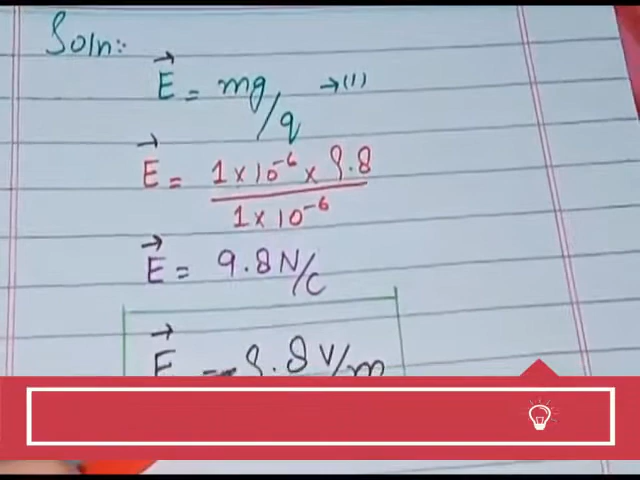 Soln:
E⃗ = mg/q →(1)
E⃗ = 1×10⁻⁶ × 9.8 / 1×10⁻⁶
E⃗ = 9.8 N/C
E⃗ = 9.8 V/m